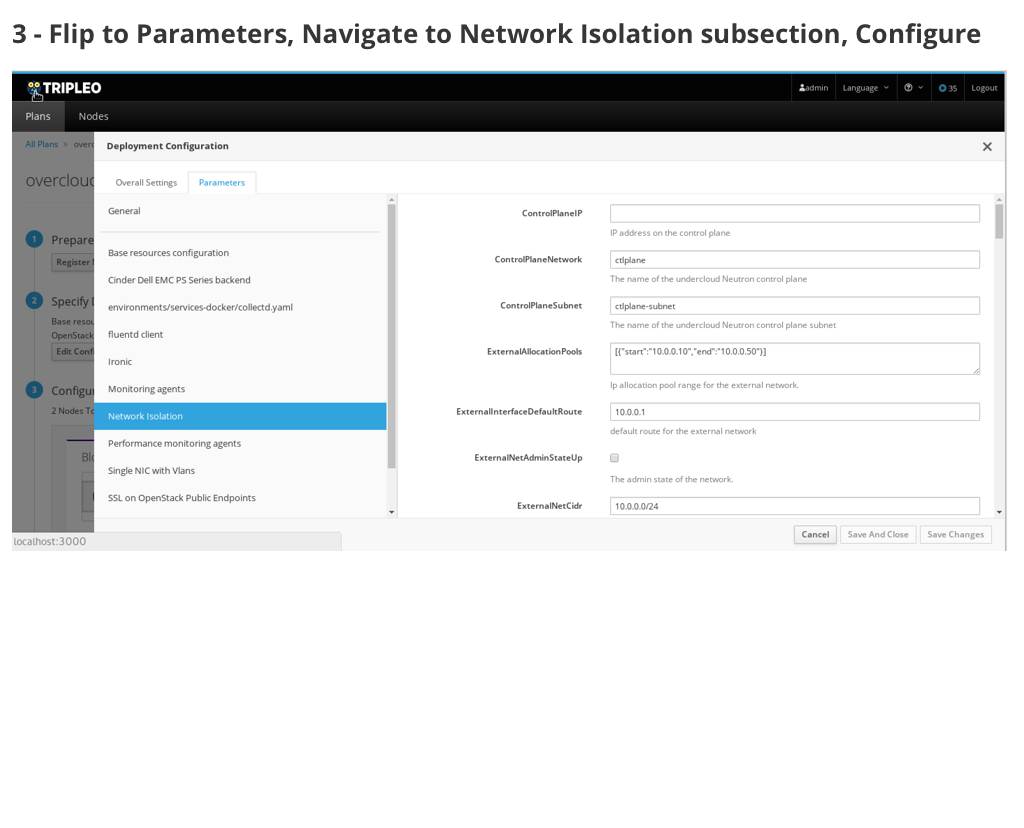 3 - Flip to Parameters, Navigate to Network Isolation subsection, Configure
TRIPLEO
admin
Language
35
Logout
Plans
Nodes
All Plans » overc
Deployment Configuration
overcloud
Overall Settings
Parameters
1 Prepare
Register
2 Specify
Base resou
OpenStack
Edit Confi
3 Configu
2 Nodes To
Blo
General
Base resources configuration
Cinder Dell EMC PS Series backend
environments/services-docker/collectd.yaml
fluentd client
Ironic
Monitoring agents
Network Isolation
Performance monitoring agents
Single NIC with Vlans
SSL on OpenStack Public Endpoints
ControlPlaneIP
IP address on the control plane
ControlPlaneNetwork
ctlplane
The name of the undercloud Neutron control plane
ControlPlaneSubnet
ctlplane-subnet
The name of the undercloud Neutron control plane subnet
ExternalAllocationPools
[{"start":"10.0.0.10","end":"10.0.0.50"}]
Ip allocation pool range for the external network.
ExternalInterfaceDefaultRoute
10.0.0.1
default route for the external network
ExternalNetAdminStateUp
The admin state of the network.
ExternalNetCidr
10.0.0.0/24
Cancel
Save And Close
Save Changes
localhost:3000